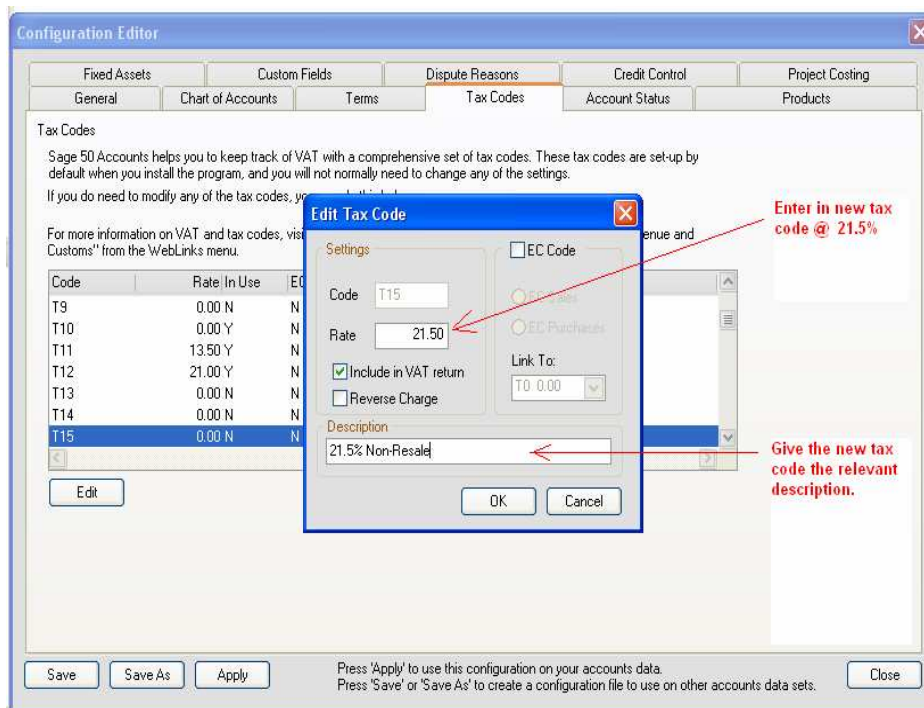 Configuration Editor
Fixed Assets Custom Fields Dispute Reasons Credit Control Project Costing
General Chart of Accounts Terms Tax Codes Account Status Products
Tax Codes
Sage 50 Accounts helps you to keep track of VAT with a comprehensive set of tax codes. These tax codes are set-up by
default when you install the program, and you will not normally need to change any of the settings.
If you do need to modify any of the tax codes,
For more information on VAT and tax codes, enue and
Customs" from the WebLinks menu.
Code Rate In Use
T9 0.00 N N
T10 0.00 Y N
T11 13.50 Y N
T12 21.00 Y N
T13 0.00 N N
T14 0.00 N N
T15 0.00 N N
Edit
Edit Tax Code
Settings
Code T15
Rate 21.50
Include in VAT return
Reverse Charge
EC Code
EC Sales
EC Purchases
Link To:
T0 0.00
Description
21.5% Non-Resale
OK Cancel
Enter in new tax
code @ 21.5%
Give the new tax
code the relevant
description.
Save Save As Apply
Press 'Apply' to use this configuration on your accounts data.
Press 'Save' or 'Save As' to create a configuration file to use on other accounts data sets.
Close